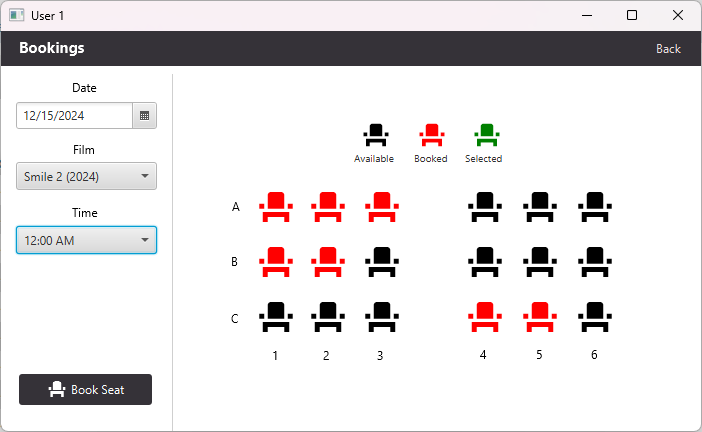 User 1
Bookings
Back
Date
12/15/2024
Film
Smile 2 (2024)
Time
12:00 AM
Book Seat
Available Booked Selected
A
B
C
1 2 3 4 5 6